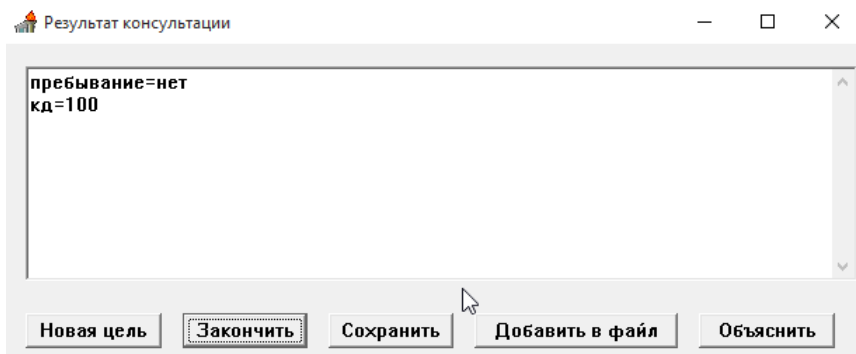 Результат консультации
пребывание=нет
кд=100
Новая цель Закончить Сохранить Добавить в файл Объяснить